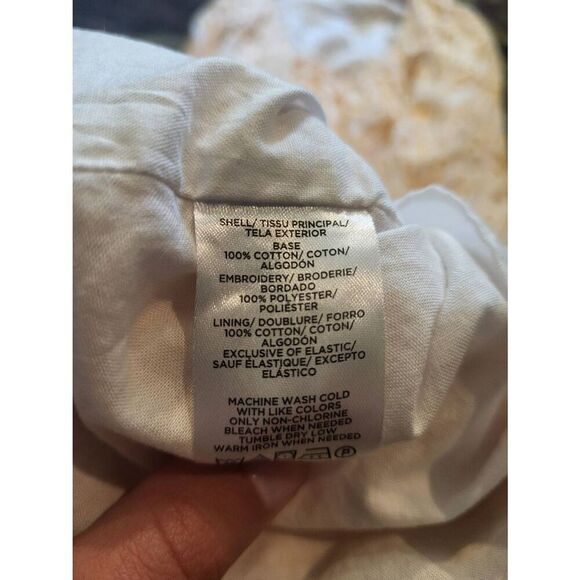 SHELL/ TISSU PRINCIPAL/
TELA EXTERIOR
BASE
100% COTTON/ COTON/
ALGODÓN
EMBROIDERY/ BRODERIE/
BORDADO
100% POLYESTER/
POLIÉSTER
LINING/ DOUBLURE/ FORRO
100% COTTON/ COTON/
ALGODÓN
EXCLUSIVE OF ELASTIC/
SAUF ÉLASTIQUE/ EXCEPTO
ELÁSTICO
MACHINE WASH COLD
WITH LIKE COLORS
ONLY NON-CHLORINE
BLEACH WHEN NEEDED
TUMBLE DRY LOW
WARM IRON WHEN NEEDED
P